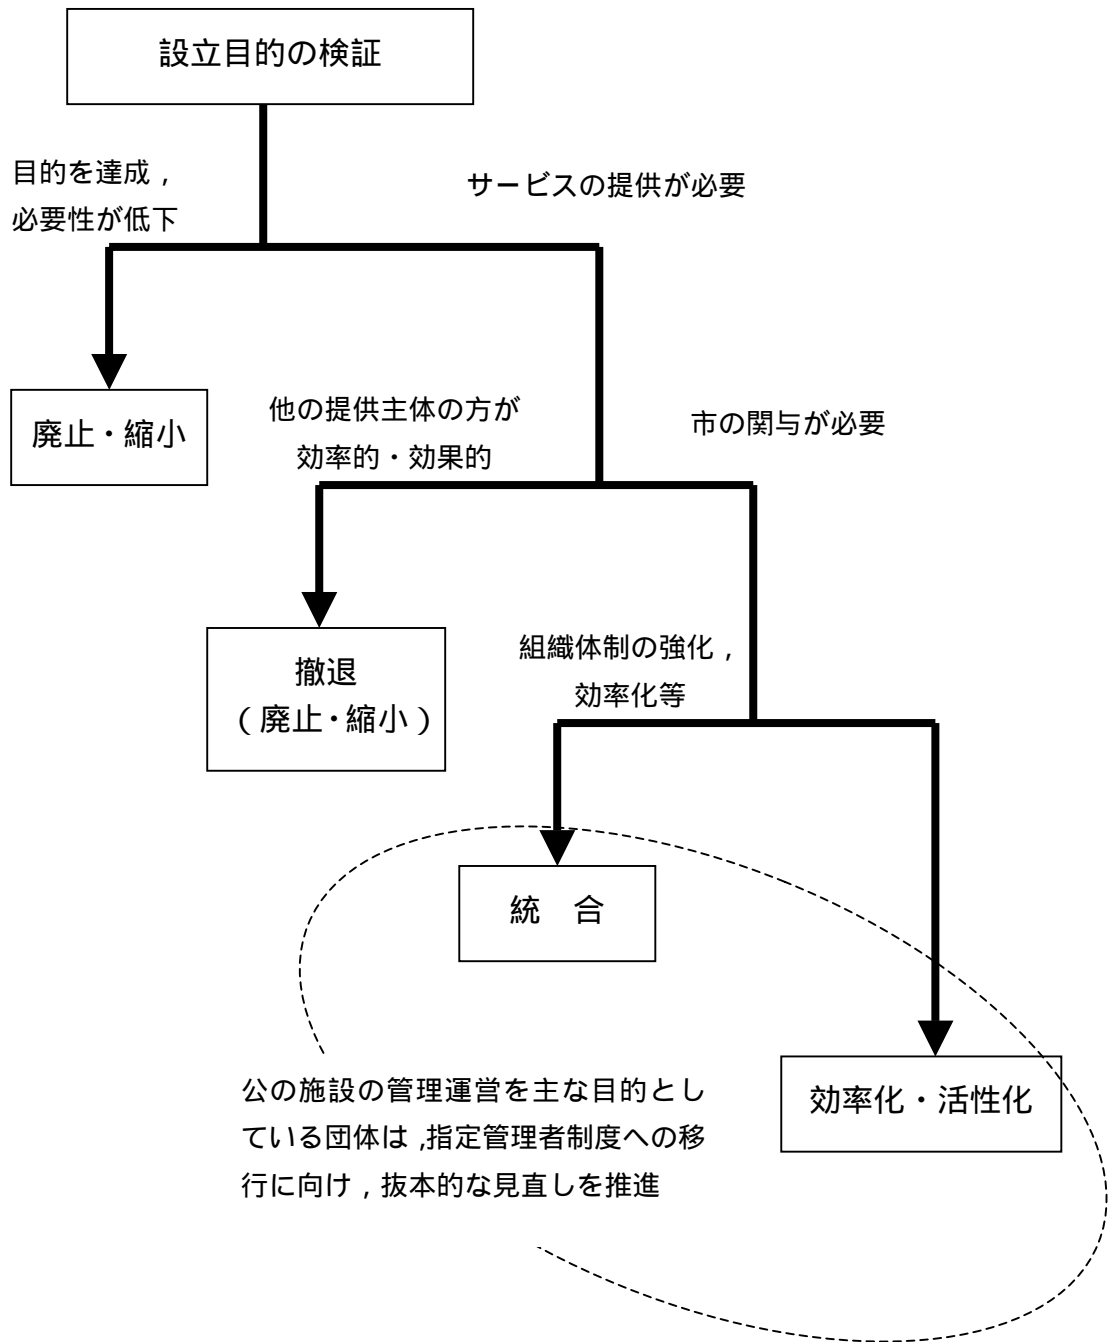 設立目的の検証
目的を達成，
必要性が低下
サービスの提供が必要
廃止・縮小
他の提供主体の方が
効率的・効果的
市の関与が必要
撤退
（廃止・縮小）
組織体制の強化，
効率化等
統　合
効率化・活性化
公の施設の管理運営を主な目的とし
ている団体は，指定管理者制度への移
行に向け，抜本的な見直しを推進